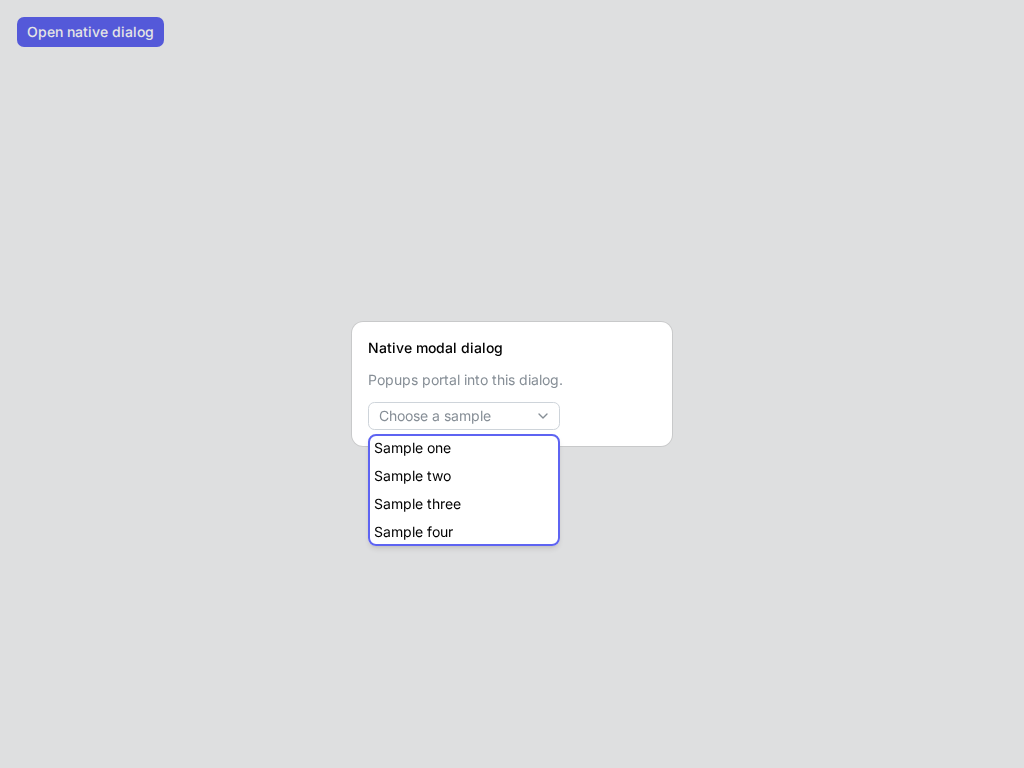 Open native dialog
Native modal dialog
Popups portal into this dialog.
Choose a sample
Sample one
Sample two
Sample three
Sample four